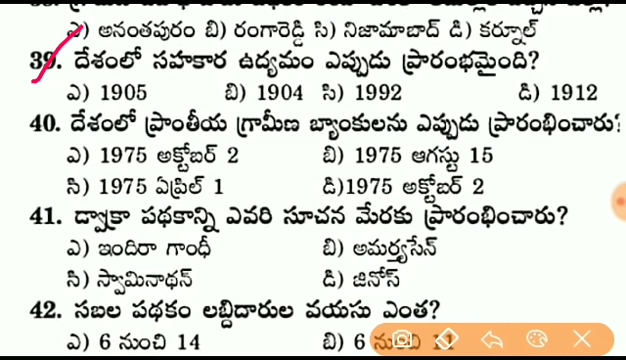 ఎ) అనంతపురం బి) రంగారెడ్డి సి) నిజామాబాద్ డి) కర్నూల్
39. దేశంలో సహకార ఉద్యమం ఎప్పుడు ప్రారంభమైంది?
ఎ) 1905 బి) 1904 సి) 1992 డి) 1912
40. దేశంలో ప్రాంతీయ గ్రామీణ బ్యాంకులను ఎప్పుడు ప్రారంభించారు?
ఎ) 1975 అక్టోబర్ 2 బి) 1975 ఆగస్టు 15
సి) 1975 ఏప్రిల్ 1 డి)1975 అక్టోబర్ 2
41. డ్వాక్రా పథకాన్ని ఎవరి సూచన మేరకు ప్రారంభించారు?
ఎ) ఇందిరా గాంధీ బి) అమర్త్యసేన్
సి) స్వామినాథన్ డి) జినోస్
42. సబల పథకం లబ్దిదారుల వయసు ఎంత?
ఎ) 6 నుంచి 14 బి) 6 నుంచి 11